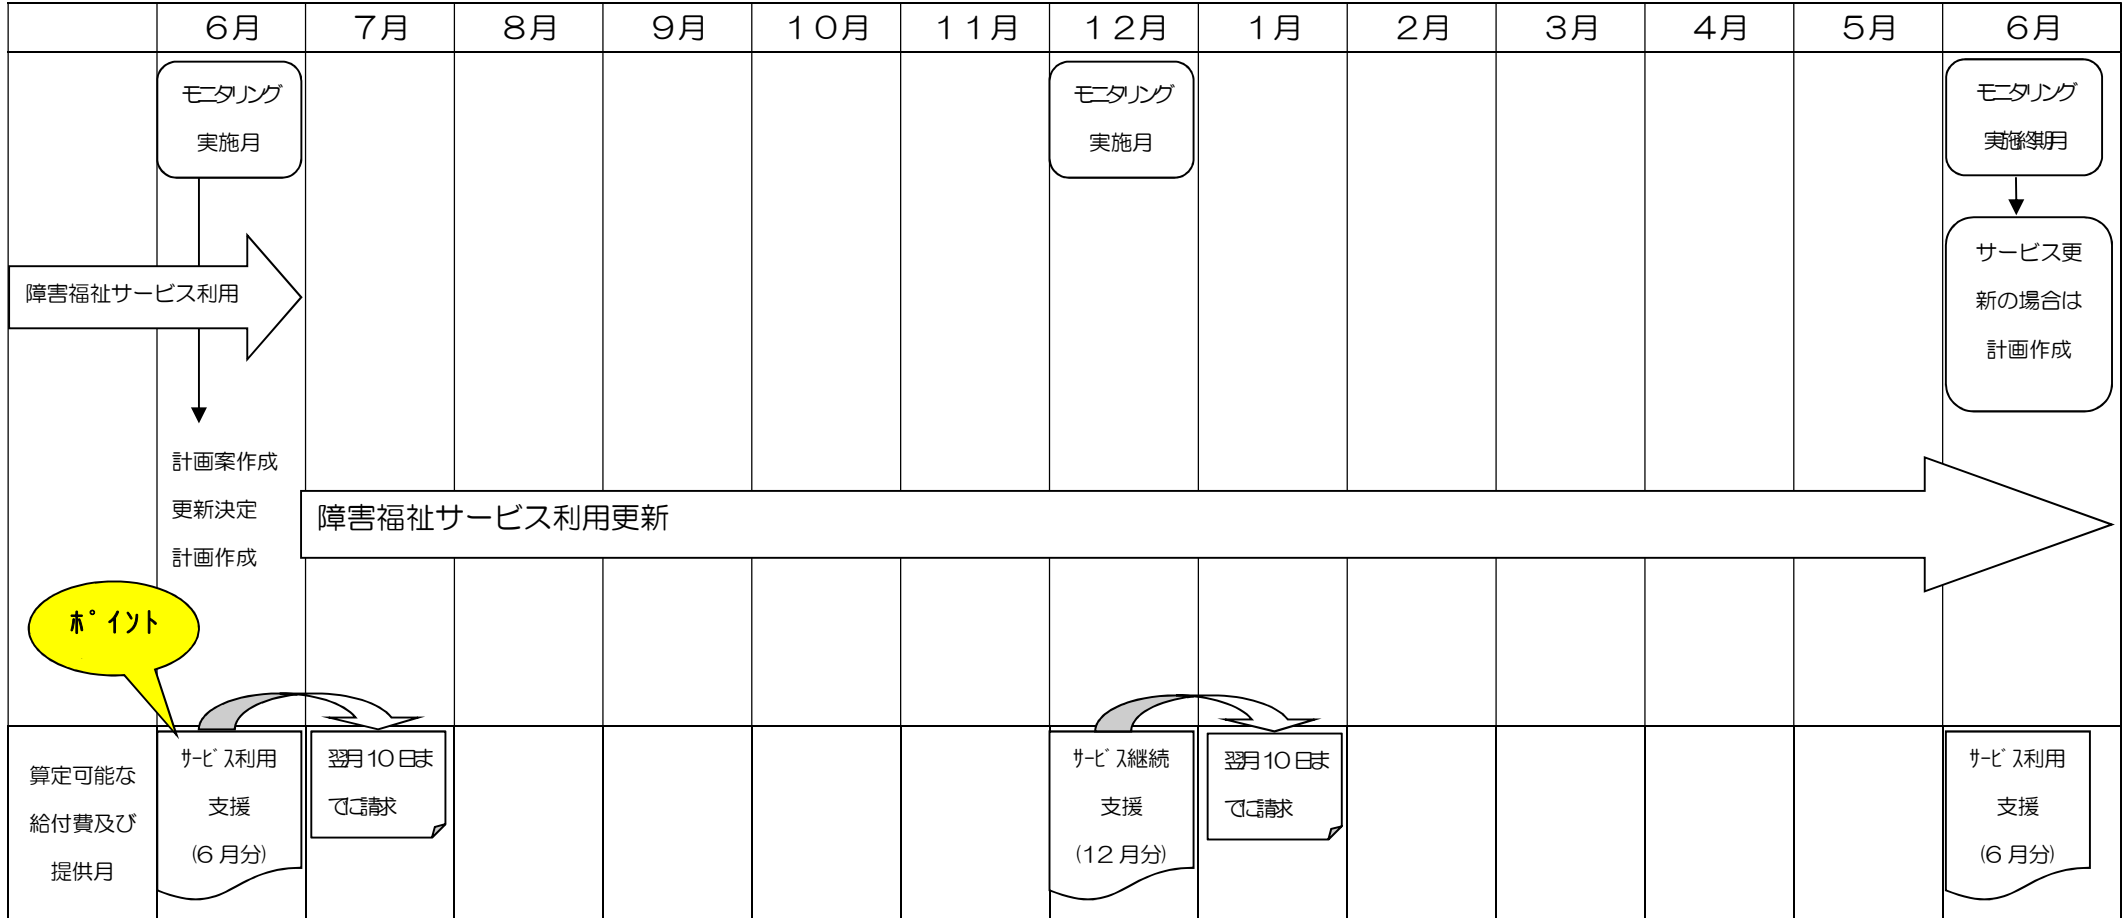 ６月 ７月 ８月 ９月 １０月 １１月 １２月 １月 ２月 ３月 ４月 ５月 ６月
モニタリング
実施月
モニタリング
実施月
モニタリング
実施終期月
サービス更
新の場合は
計画作成
障害福祉サービス利用
計画案作成
更新決定
計画作成
障害福祉サービス利用更新
ﾎﾟｲﾝﾄ
算定可能な
給付費及び
提供月
ｻｰﾋﾞｽ利用
支援
(6月分)
翌月10日ま
でに請求
ｻｰﾋﾞｽ継続
支援
(12月分)
翌月10日ま
でに請求
ｻｰﾋﾞｽ利用
支援
(6月分)